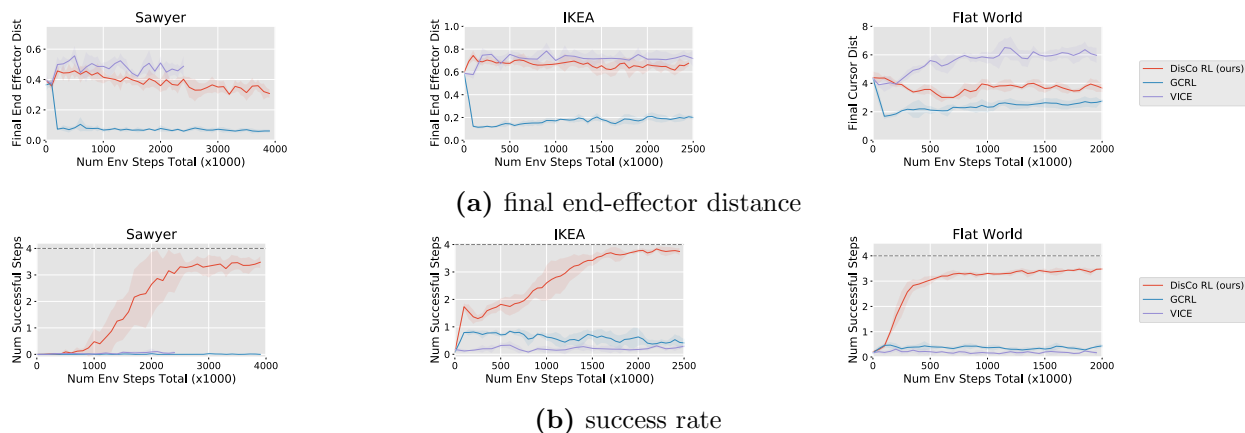 Sawyer
Final End Effector Dist
0.6
0.4
0.2
0.0
0 1000 2000 3000 4000
Num Env Steps Total (x1000)
IKEA
Final End Effector Dist
1.0
0.8
0.6
0.4
0.2
0.0
0 500 1000 1500 2000 2500
Num Env Steps Total (x1000)
Flat World
Final Cursor Dist
8
6
4
2
0
0 500 1000 1500 2000
Num Env Steps Total (x1000)
DisCo RL (ours)
GCRL
VICE
(a) final end-effector distance
Sawyer
Num Successful Steps
4
3
2
1
0
0 1000 2000 3000 4000
Num Env Steps Total (x1000)
IKEA
Num Successful Steps
4
3
2
1
0
0 500 1000 1500 2000 2500
Num Env Steps Total (x1000)
Flat World
Num Successful Steps
5
4
3
2
1
0
0 500 1000 1500 2000
Num Env Steps Total (x1000)
DisCo RL (ours)
GCRL
VICE
(b) success rate